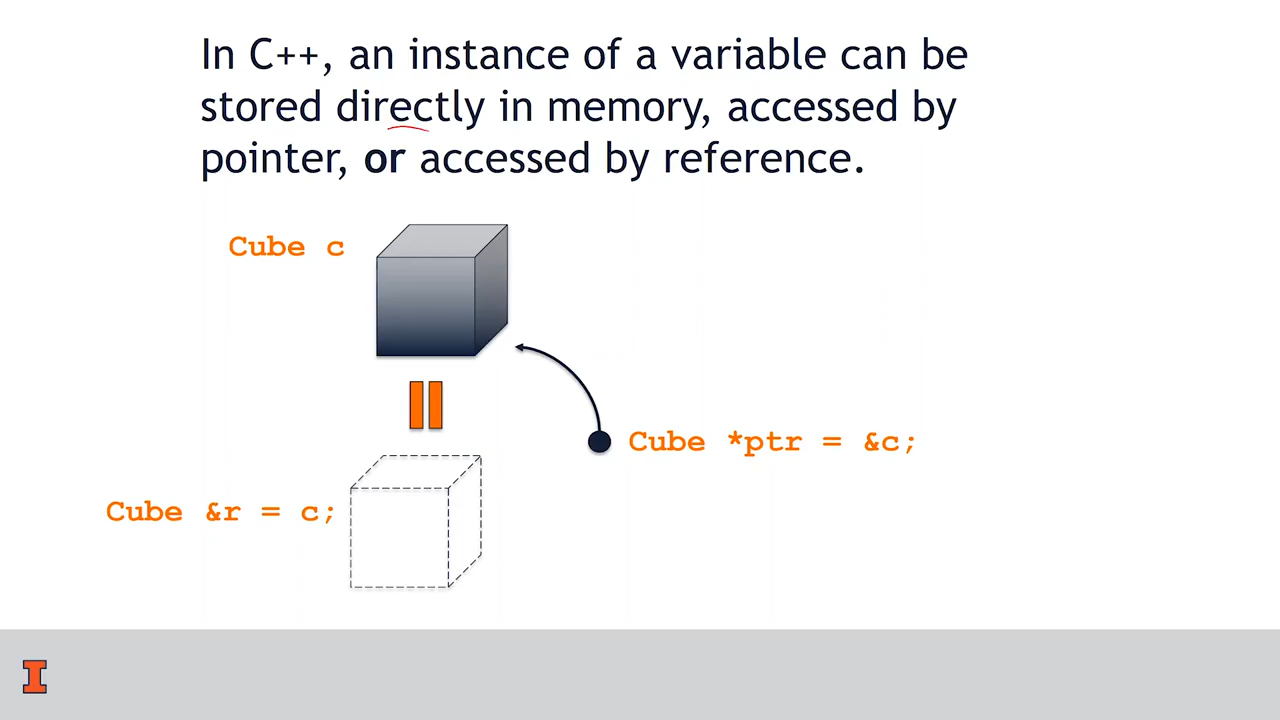 In C++, an instance of a variable can be
stored directly in memory, accessed by
pointer, or accessed by reference.
Cube c
Cube *ptr = &c;
Cube &r = c;
I